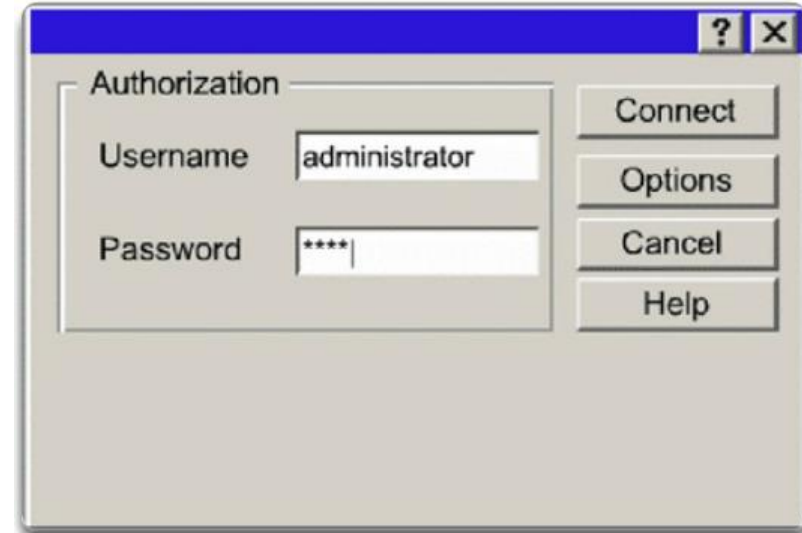 ?
Authorization
Username
administrator
Password
****
Connect
Options
Cancel
Help